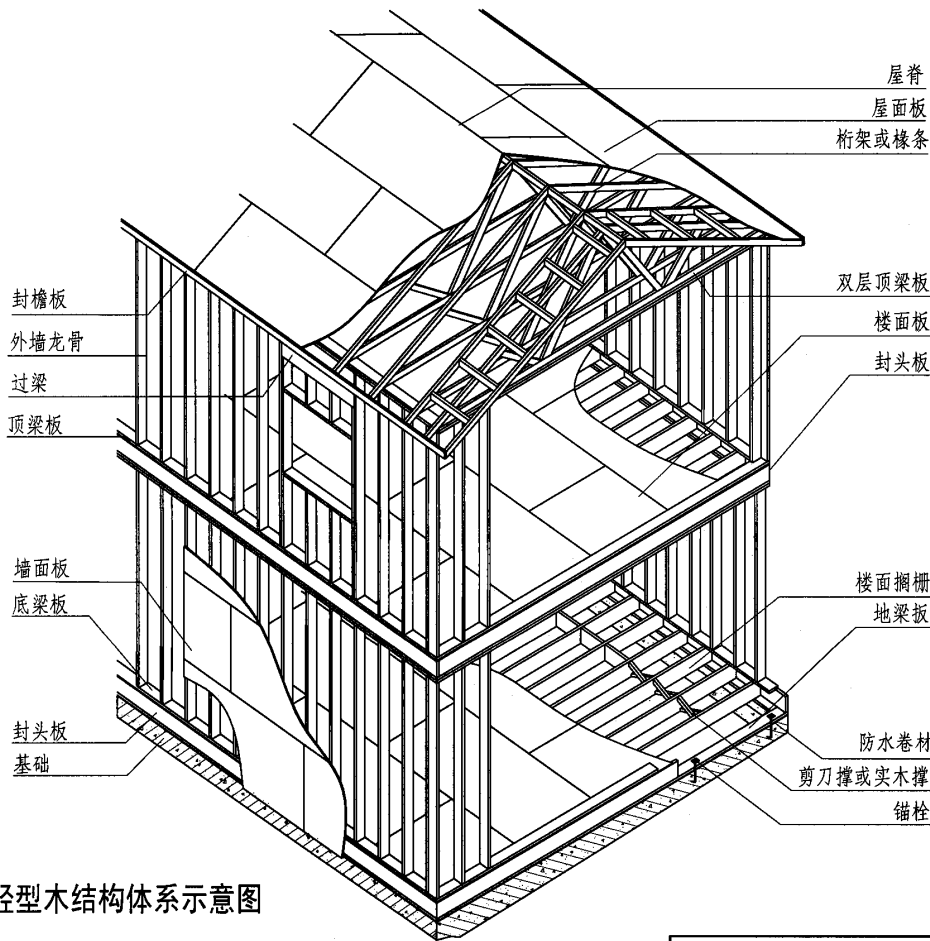 屋脊
屋面板
桁架或椽条
双层顶梁板
楼面板
封头板
封檐板
外墙龙骨
过梁
顶梁板
墙面板
底梁板
封头板
基础
楼面搁栅
地梁扳
防水卷材
剪刀撑或实木撑
锚栓
型木结构体系示意图